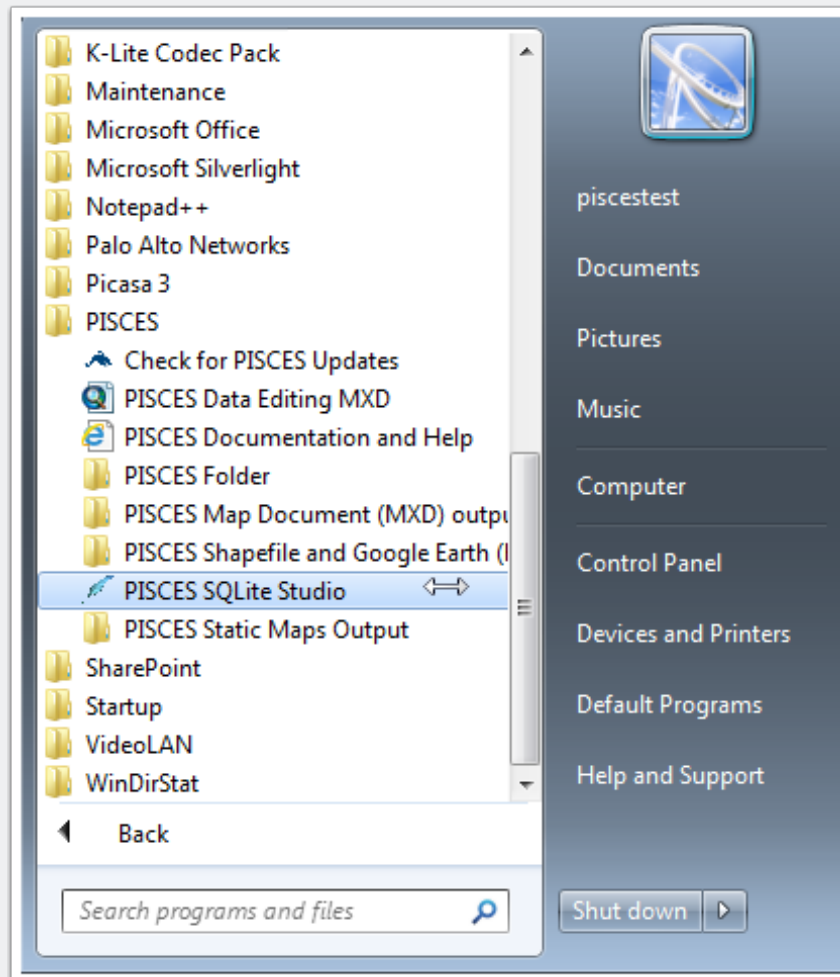 K-Lite Codec Pack
Maintenance
Microsoft Office
Microsoft Silverlight
Notepad++
Palo Alto Networks
Picasa 3
PISCES
Check for PISCES Updates
PISCES Data Editing MXD
PISCES Documentation and Help
PISCES Folder
PISCES Map Document (MXD) outpu
PISCES Shapefile and Google Earth (
PISCES SQLite Studio
PISCES Static Maps Output
SharePoint
Startup
VideoLAN
WinDirStat
Back
Search programs and files
piscestest
Documents
Pictures
Music
Computer
Control Panel
Devices and Printers
Default Programs
Help and Support
Shut down